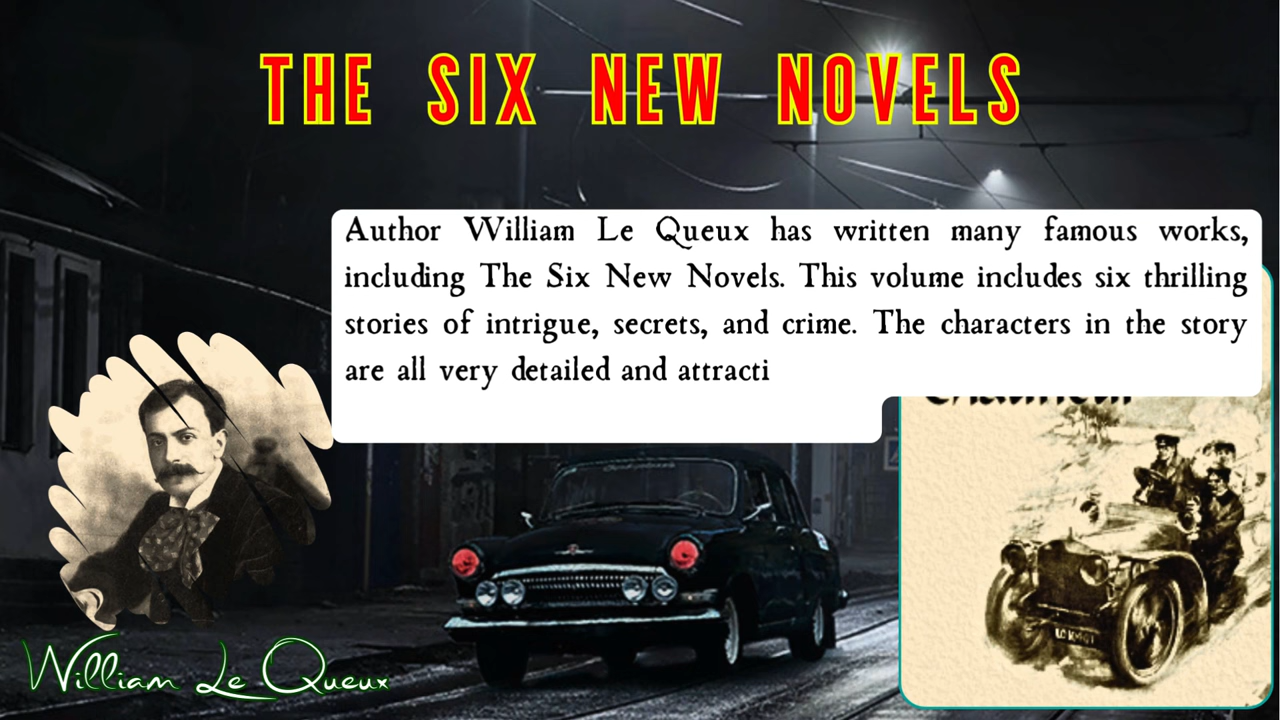 THE SIX NEW NOVELS
Author William Le Queux has written many famous works,
including The Six New Novels. This volume includes six thrilling
stories of intrigue, secrets, and crime. The characters in the story
are all very detailed and attracti
William Le Queux